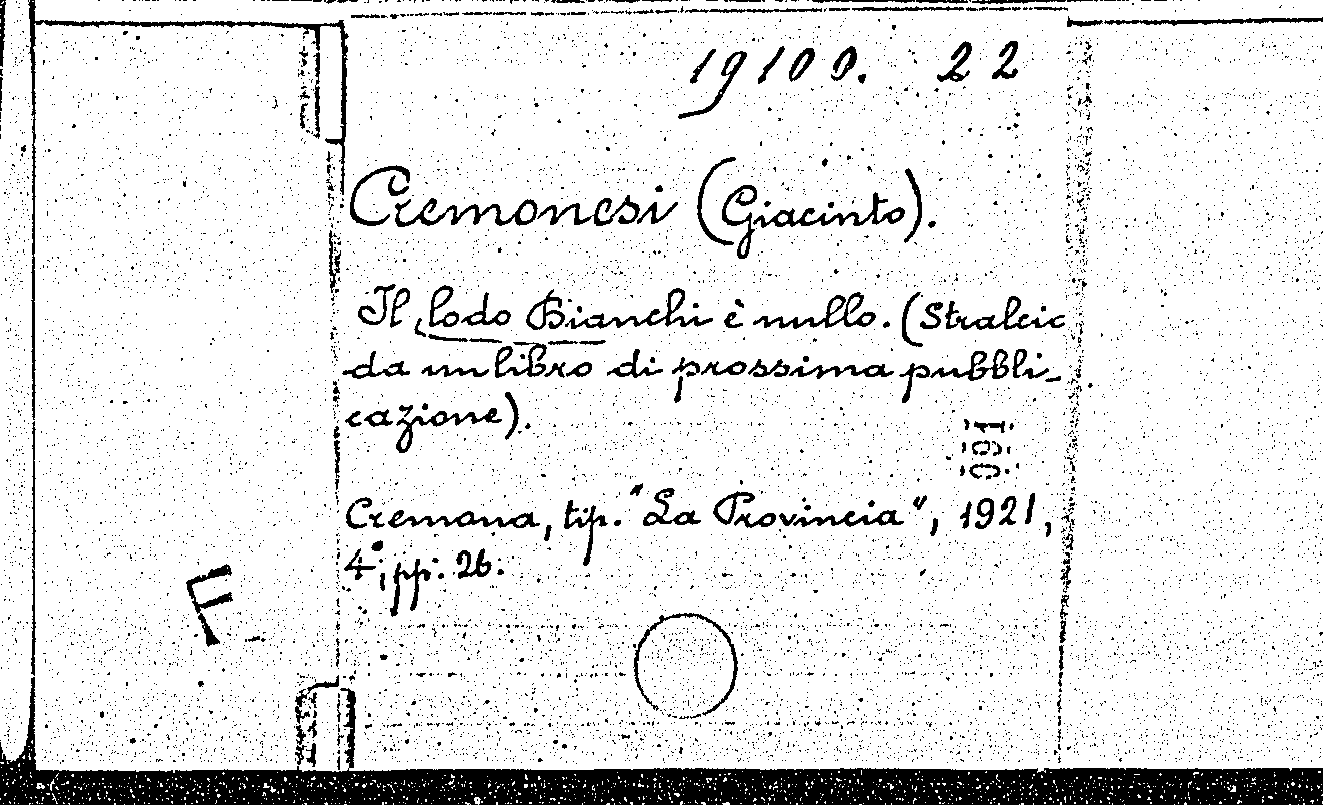 19100. 22
Cremonesi (Giacinto).
Il lodo Bianchi è nullo. (Stralcio
da un libro di prossima pubbli-
cazione).
Cremona, tip. "La Provincia", 1921,
4°, pp. 26.
F